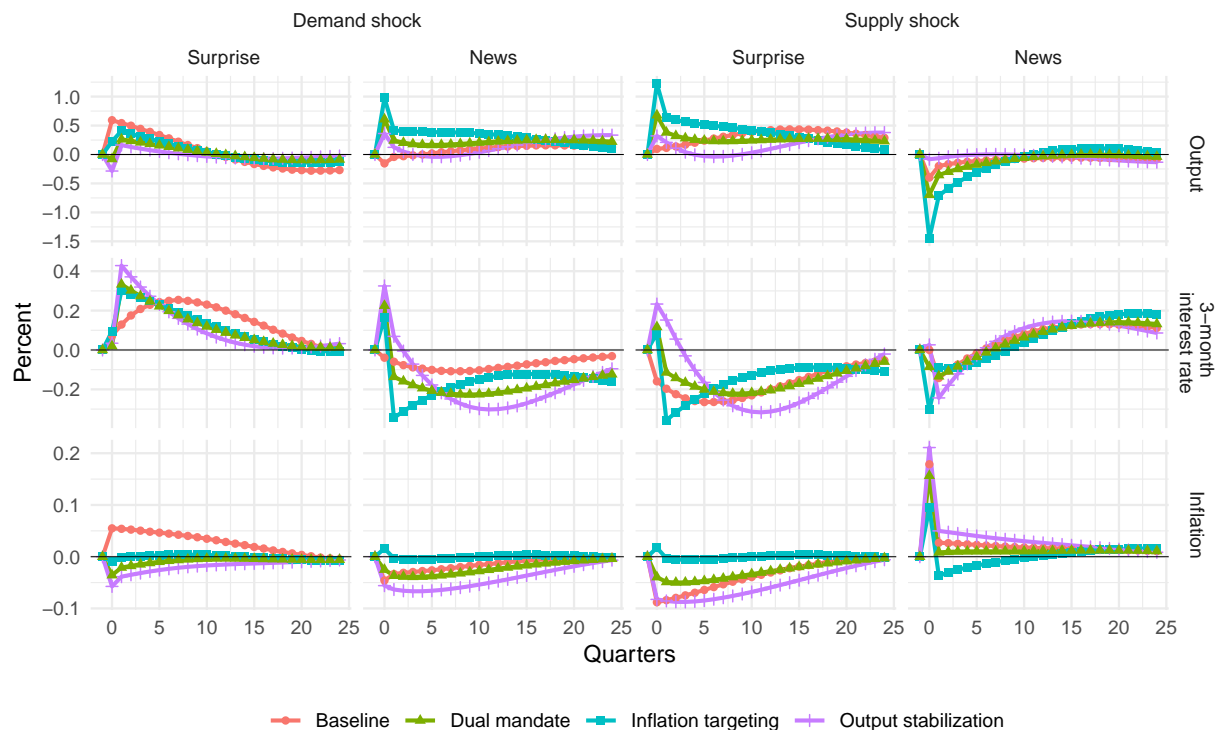 Demand shock Supply shock
Surprise News Surprise News
1.0
0.5
0.0
−0.5
−1.0
−1.5
Output
0.4
0.2
0.0
−0.2
3−month
interest rate
0.2
0.1
0.0
−0.1
Inflation
Percent
0 5 10 15 20 25 0 5 10 15 20 25 0 5 10 15 20 25 0 5 10 15 20 25
Quarters
Baseline Dual mandate Inflation targeting Output stabilization